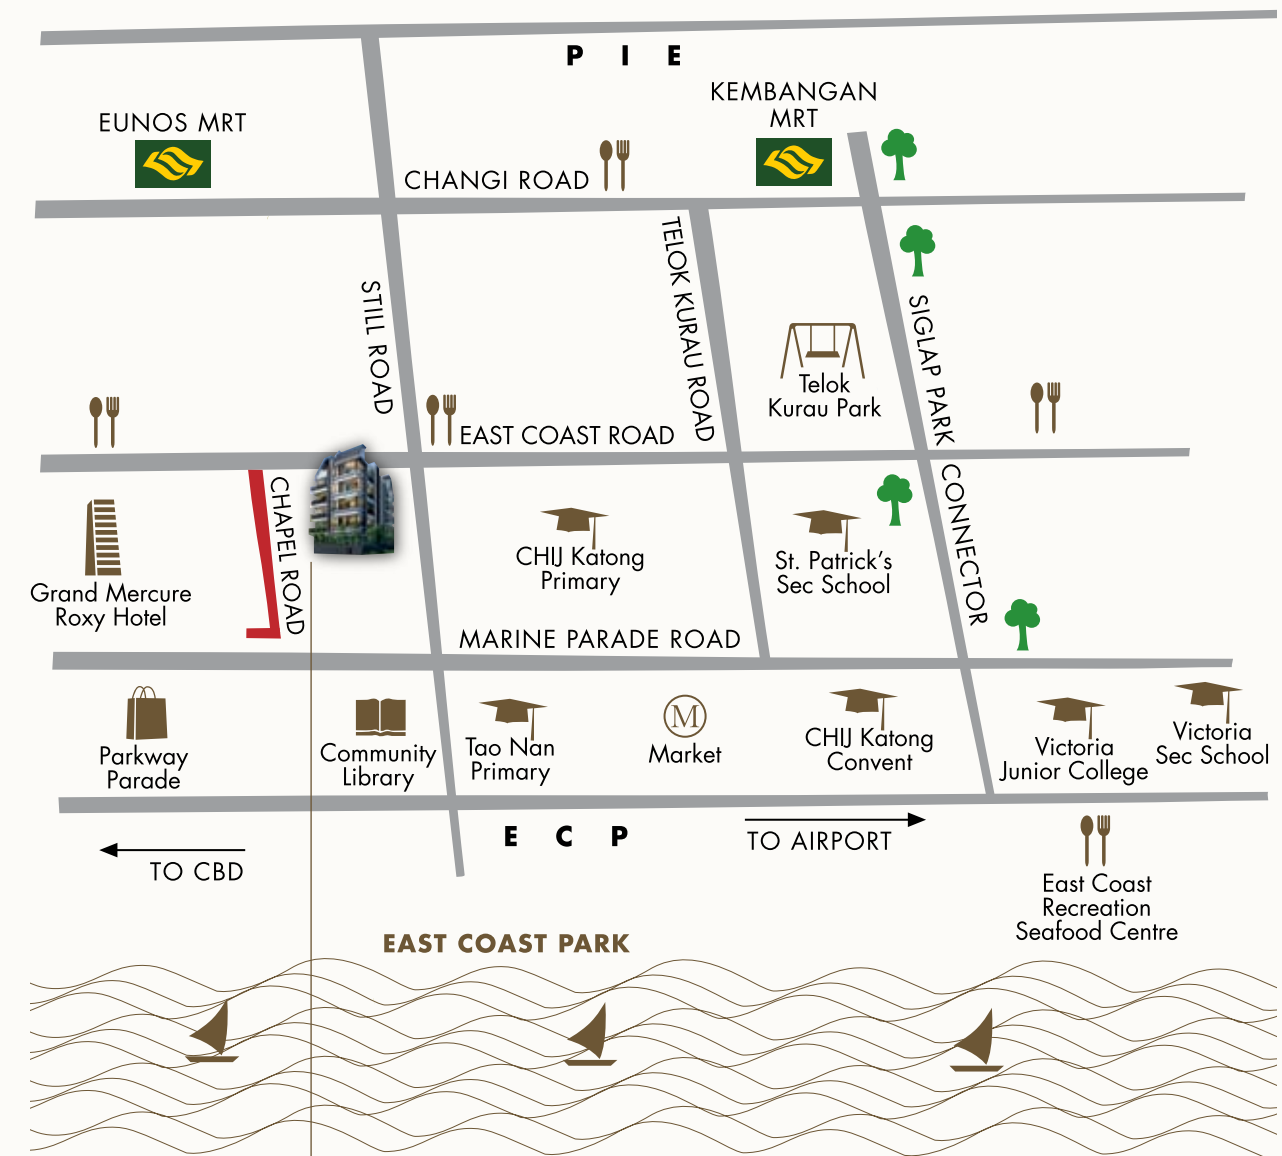 P I E
KEMBANGAN
MRT
EUNOS MRT
CHANGI ROAD
TELOK KURAU ROAD
STILL ROAD
SIGLAP PARK CONNECTOR
Telok
Kurau Park
EAST COAST ROAD
CHAPEL ROAD
Grand Mercure
Roxy Hotel
CHIJ Katong
Primary
St. Patrick's
Sec School
MARINE PARADE ROAD
Parkway
Parade
Community
Library
Tao Nan
Primary
M
Market
CHIJ Katong
Convent
Victoria
Junior College
Victoria
Sec School
E C P
TO AIRPORT
TO CBD
East Coast
Recreation
Seafood Centre
EAST COAST PARK